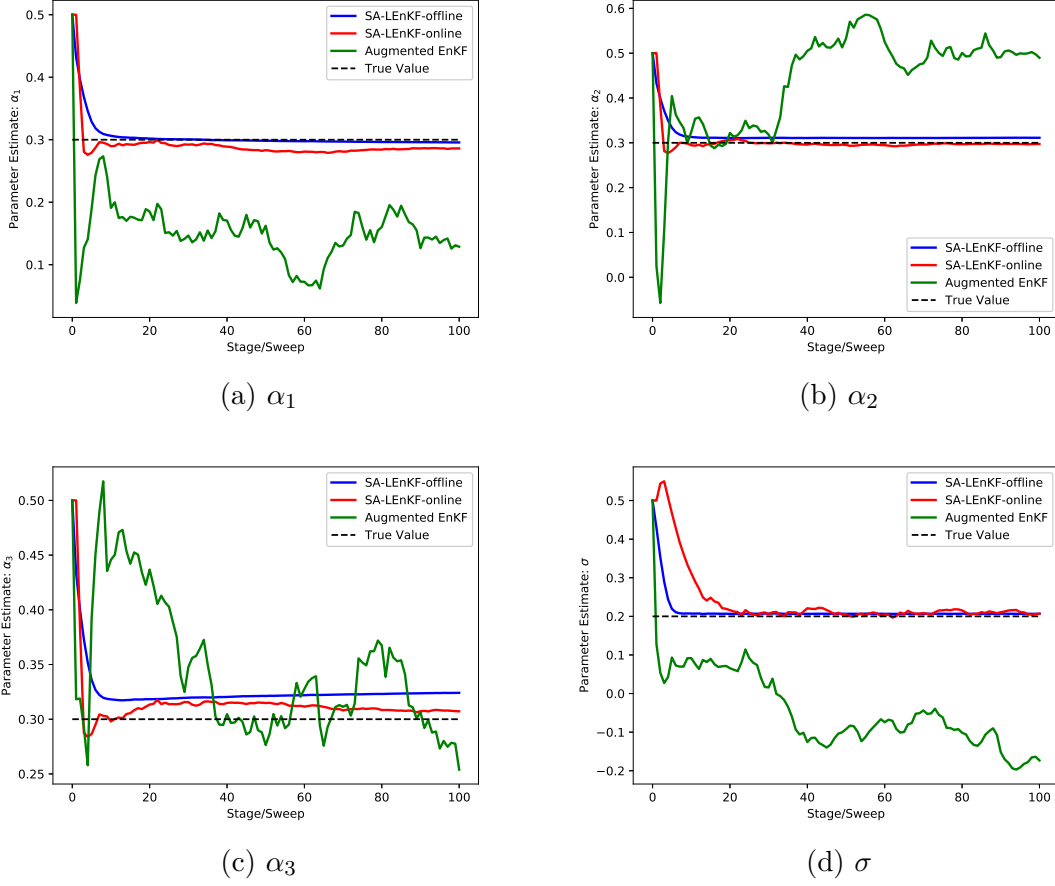 0.5
0.4
0.3
0.2
0.1
Parameter Estimate: α1
0
20
40
60
80
100
Stage/Sweep
SA-LEnKF-offline
SA-LEnKF-online
Augmented EnKF
True Value
(a) α1
0.6
0.5
0.4
0.3
0.2
0.1
0.0
Parameter Estimate: α2
0
20
40
60
80
100
Stage/Sweep
SA-LEnKF-offline
SA-LEnKF-online
Augmented EnKF
True Value
(b) α2
0.50
0.45
0.40
0.35
0.30
0.25
Parameter Estimate: α3
0
20
40
60
80
100
Stage/Sweep
SA-LEnKF-offline
SA-LEnKF-online
Augmented EnKF
True Value
(c) α3
0.5
0.4
0.3
0.2
0.1
0.0
−0.1
−0.2
Parameter Estimate: σ
0
20
40
60
80
100
Stage/Sweep
SA-LEnKF-offline
SA-LEnKF-online
Augmented EnKF
True Value
(d) σ